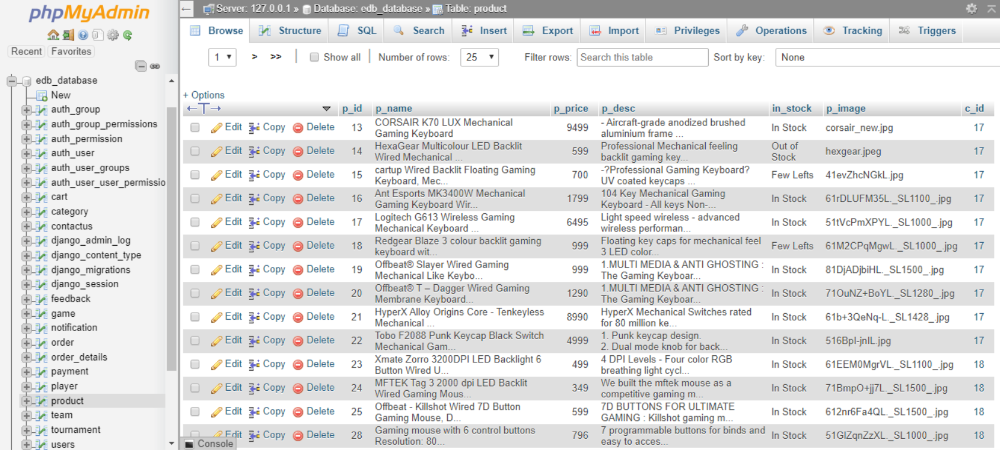 phpMyAdmin
Recent Favorites
edb_database
New
auth_group
auth_group_permissions
auth_permission
auth_user
auth_user_groups
auth_user_user_permissio
cart
category
contactus
django_admin_log
django_content_type
django_migrations
django_session
feedback
game
notification
order
order_details
payment
player
product
team
tournament
users
Server: 127.0.0.1 » Database: edb_database » Table: product
Browse Structure SQL Search Insert Export Import Privileges Operations Tracking Triggers
1 > >> Show all Number of rows: 25 Filter rows: Search this table Sort by key: None
+ Options
←T→ p_id p_name p_price p_desc in_stock p_image c_id
Edit Copy Delete 13 CORSAIR K70 LUX Mechanical Gaming Keyboard 9499 - Aircraft-grade anodized brushed aluminium frame ... In Stock corsair_new.jpg 17
Edit Copy Delete 14 HexaGear Multicolour LED Backlit Wired Mechanical ... 599 Professional Mechanical feeling backlit gaming key... Out of Stock hexgear.jpeg 17
Edit Copy Delete 15 cartup Wired Backlit Floating Gaming Keyboard, Mec... 700 -?Professional Gaming Keyboard? UV coated keycaps ... Few Lefts 41evZhcNGkL.jpg 17
Edit Copy Delete 16 Ant Esports MK3400W Mechanical Gaming Keyboard Wir... 1799 104 Key Mechanical Gaming Keyboard - All keys Non-... In Stock 61rDLUFM35L._SL1100_.jpg 17
Edit Copy Delete 17 Logitech G613 Wireless Gaming Mechanical Keyboard ... 6495 Light speed wireless - advanced wireless performan... In Stock 51tVcPmXPYL._SL1000_.jpg 17
Edit Copy Delete 18 Redgear Blaze 3 colour backlit gaming keyboard wit... 999 Floating key caps for mechanical feel 3 LED color... Few Lefts 61M2CPqMgwL._SL1000_.jpg 17
Edit Copy Delete 19 Offbeat® Slayer Wired Gaming Mechanical Like Keybo... 999 1.MULTI MEDIA & ANTI GHOSTING : The Gaming Keyboar... In Stock 81DjADjbiHL._SL1500_.jpg 17
Edit Copy Delete 20 Offbeat® T – Dagger Wired Gaming Membrane Keyboard... 1290 1.MULTI MEDIA & ANTI GHOSTING : The Gaming Keyboar... In Stock 71OuNZ+BoYL._SL1280_.jpg 17
Edit Copy Delete 21 HyperX Alloy Origins Core - Tenkeyless Mechanical ... 8990 HyperX Mechanical Switches rated for 80 million ke... In Stock 61b+3QeNq-L._SL1428_.jpg 17
Edit Copy Delete 22 Tobo F2088 Punk Keycap Black Switch Mechanical Gam... 4999 1. Punk keycap design. 2. Dual mode knob for back... In Stock 516BpI-jnIL.jpg 17
Edit Copy Delete 23 Xmate Zorro 3200DPI LED Backlight 6 Button Wired U... 499 4 DPI Levels - Four color RGB breathing light cycl... In Stock 61EEM0MgrVL._SL1100_.jpg 18
Edit Copy Delete 24 MFTEK Tag 3 2000 dpi LED Backlit Wired Gaming Mous... 349 We built the mftek mouse as a competitive gaming m... In Stock 71BmpO+jj7L._SL1500_.jpg 18
Edit Copy Delete 25 Offbeat - Killshot Wired 7D Button Gaming Mouse, D... 599 7D BUTTONS FOR ULTIMATE GAMING : Killshot gaming m... In Stock 612nr6Fa4QL._SL1500_.jpg 18
Edit Copy Delete 28 Gaming mouse with 6 control buttons Resolution: 80... 796 7 programmable buttons for binds and easy to acces... In Stock 51GlZqnZzXL._SL1000_.jpg 18
Console